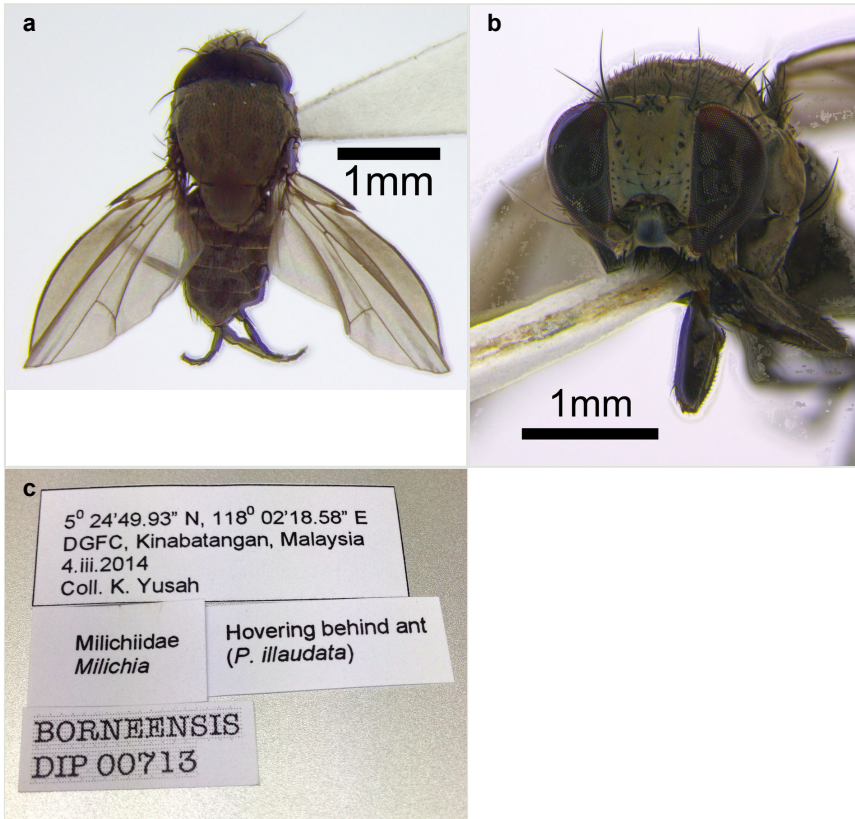 a
1mm
b
1mm
c
5⁰ 24'49.93" N, 118⁰ 02'18.58" E
DGFC, Kinabatangan, Malaysia
4.iii.2014
Coll. K. Yusah
Milichiidae
Milichia
Hovering behind ant
(P. illaudata)
BORNEENSIS
DIP 00713